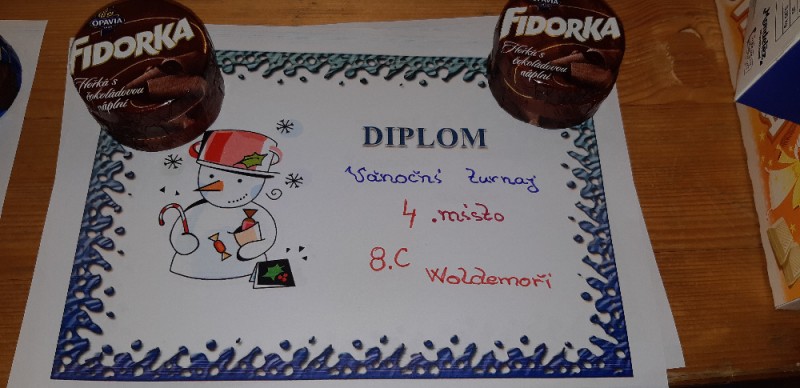 OPAVIA
FIDORKA
Hořká s
čokoládovou
náplní
OPAVIA
FIDORKA
Hořká s
čokoládovou
náplní
DIPLOM
Vánoční turnaj
4 .místo
8.C Woldemoři